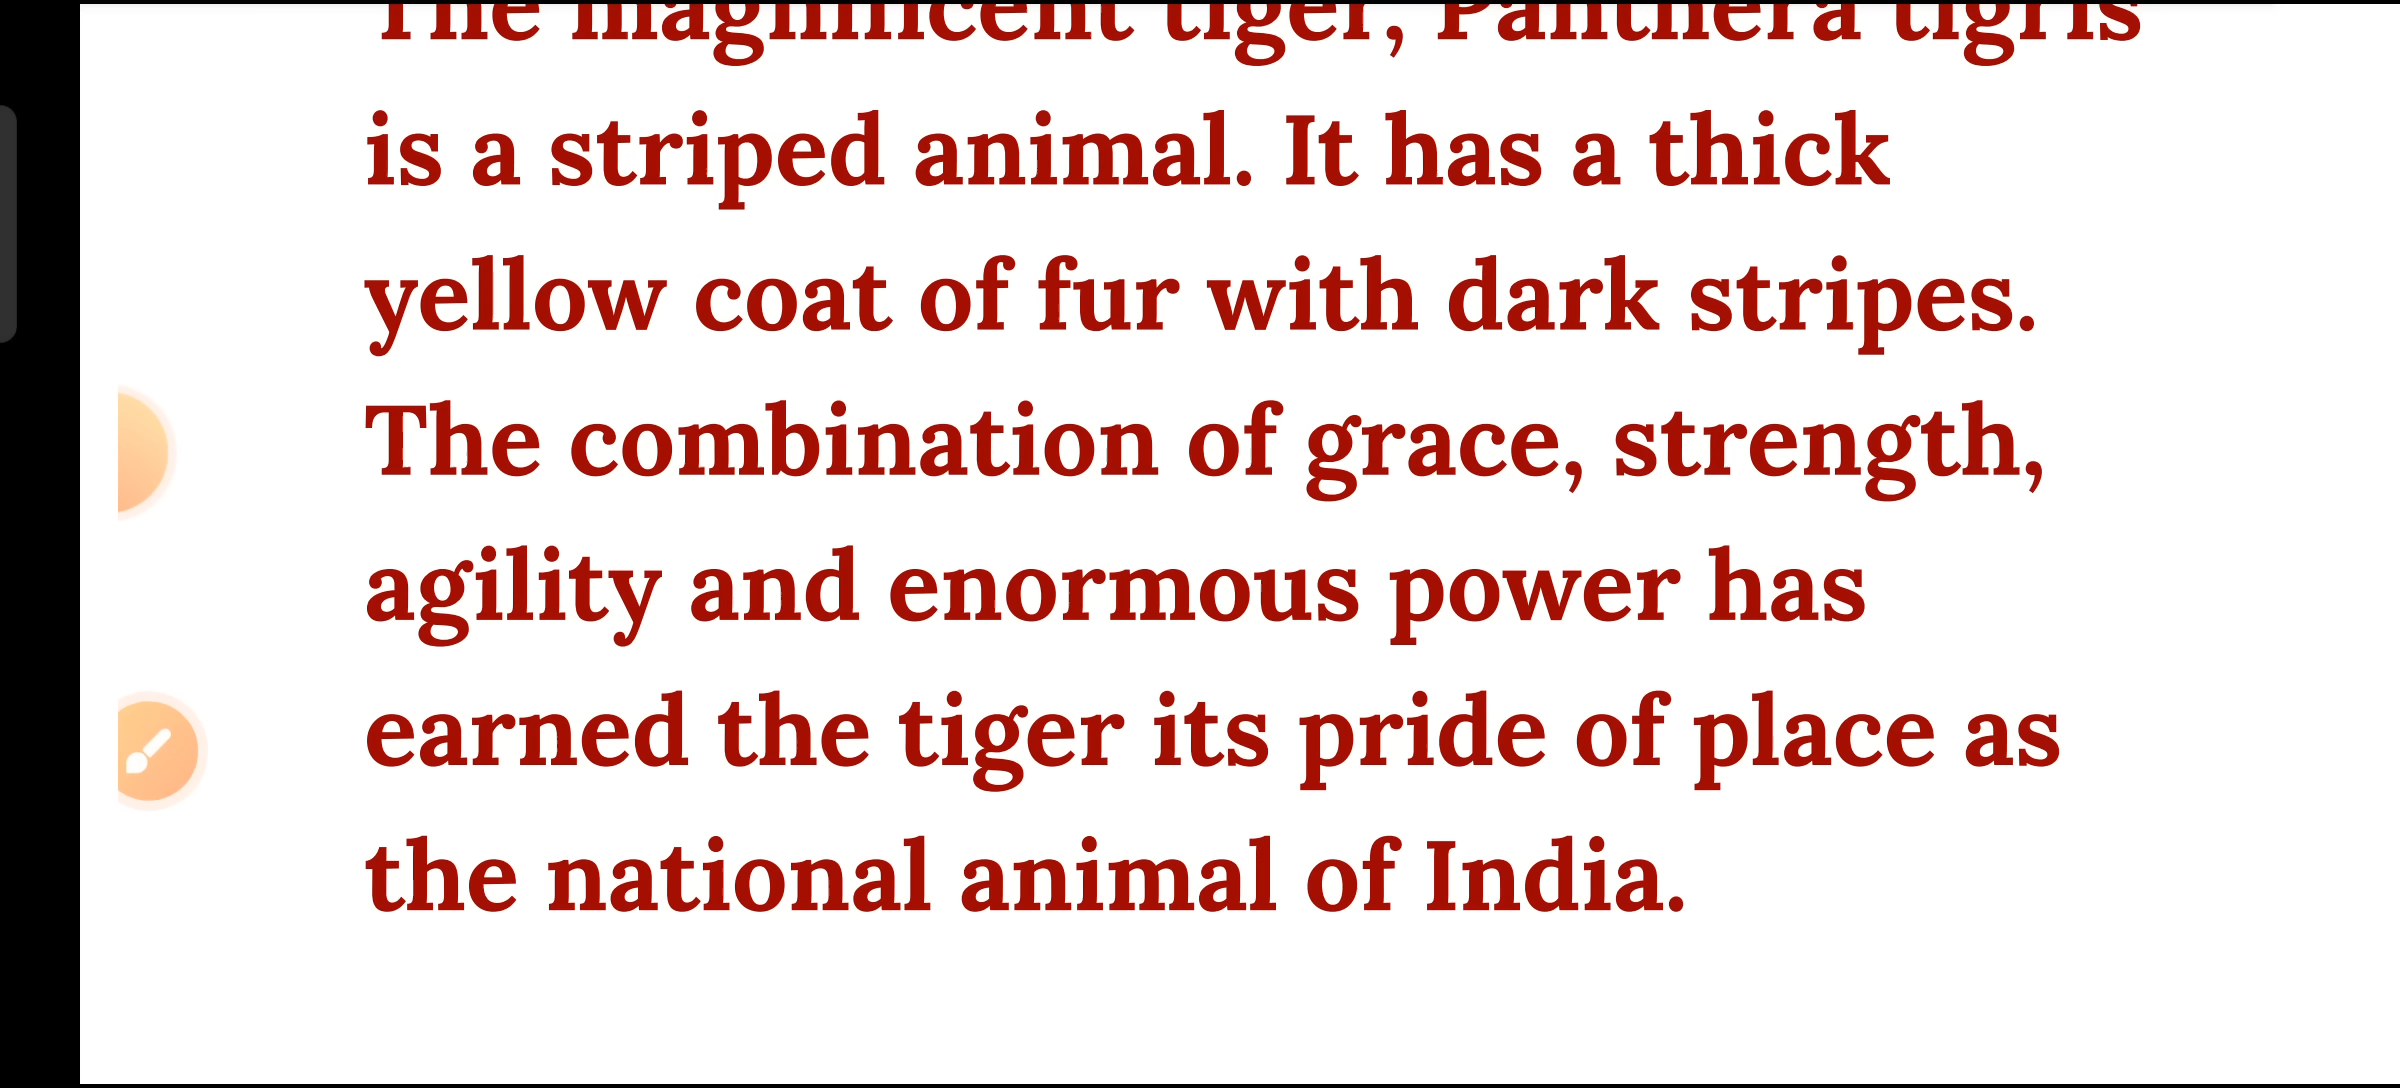 The magnificent tiger, Panthera tigris
is a striped animal. It has a thick
yellow coat of fur with dark stripes.
The combination of grace, strength,
agility and enormous power has
earned the tiger its pride of place as
the national animal of India.